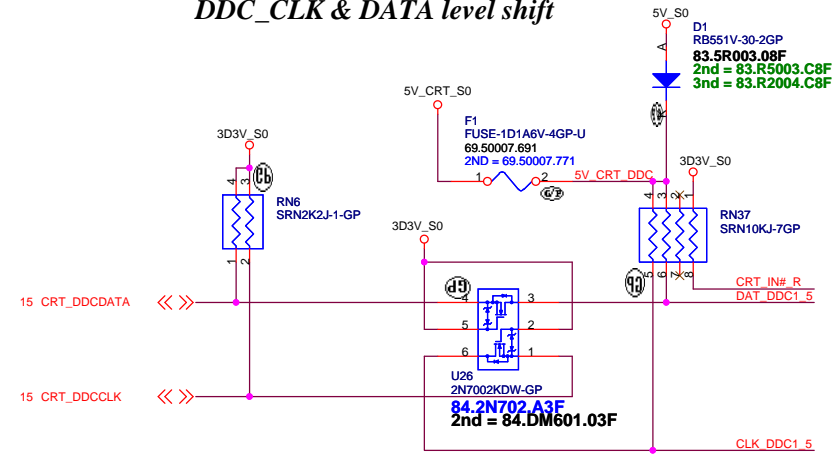 DDC_CLK & DATA level shift
5V_S0
D1
RB551V-30-2GP
83.5R003.08F
2nd = 83.R5003.C8F
3nd = 83.R2004.C8F
A
K
5V_CRT_S0
F1
FUSE-1D1A6V-4GP-U
69.50007.691
2ND = 69.50007.771
1
2
5V_CRT_DDC
3D3V_S0
3D3V_S0
4
3
RN6
SRN2K2J-1-GP
1
2
4
3
2
1
RN37
SRN10KJ-7GP
5
6
7
8
3D3V_S0
CRT_IN#_R
DAT_DDC1_5
15 CRT_DDCDATA
4
3
5
2
6
1
U26
2N7002KDW-GP
84.2N702.A3F
2nd = 84.DM601.03F
15 CRT_DDCCLK
CLK_DDC1_5